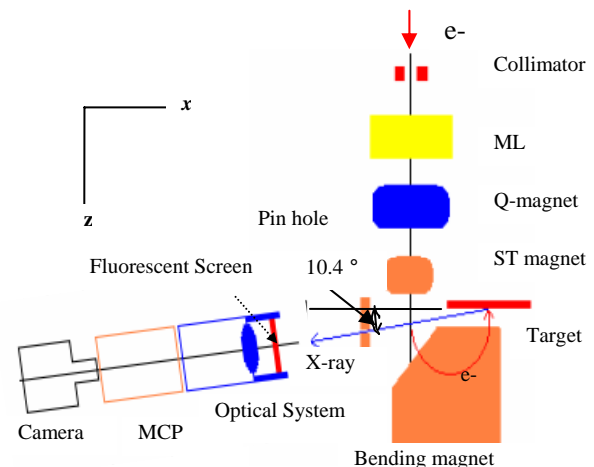 e-
Collimator
x
ML
z
Q-magnet
Pin hole
ST magnet
Fluorescent Screen
10.4 °
Target
X-ray
e-
Optical System
Camera
MCP
Bending magnet